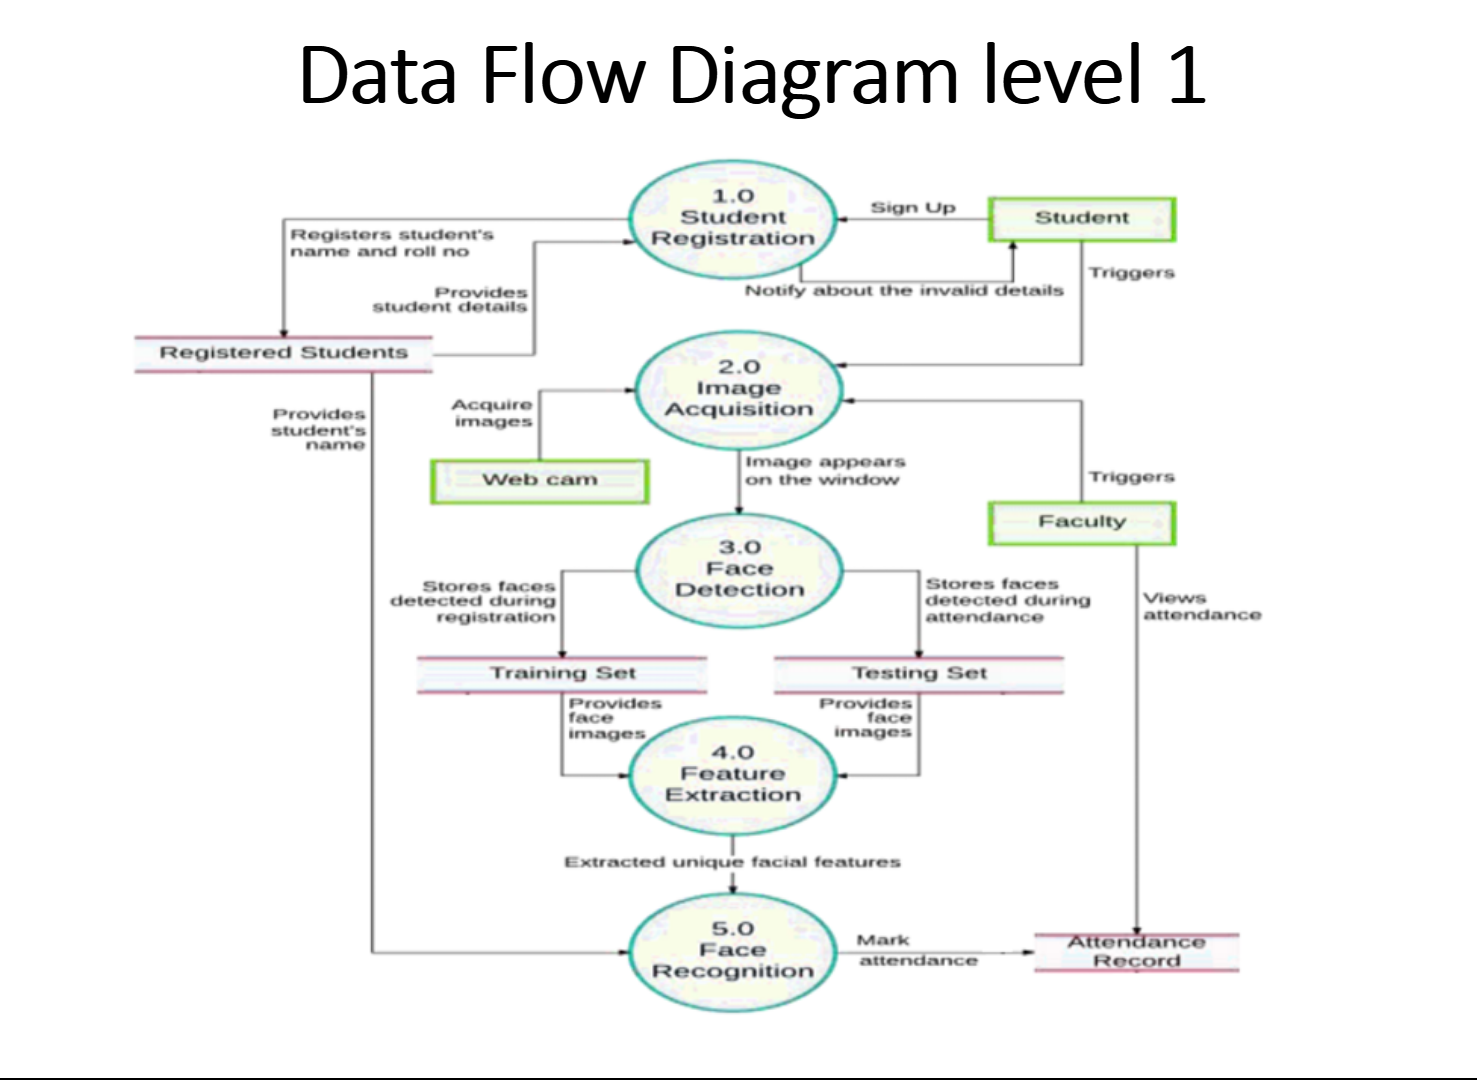 Data Flow Diagram level 1
1.0
Student
Registration
Sign Up
Student
Registers student's
name and roll no
Provides
student details
Notify about the invalid details
Triggers
Registered Students
2.0
Image
Acquisition
Acquire
images
Provides
student's
name
Web cam
Image appears
on the window
Triggers
Faculty
3.0
Face
Detection
Stores faces
detected during
registration
Stores faces
detected during
attendance
Views
attendance
Training Set
Testing Set
Provides
face
images
Provides
face
images
4.0
Feature
Extraction
Extracted unique facial features
5.0
Face
Recognition
Mark
attendance
Attendance
Record